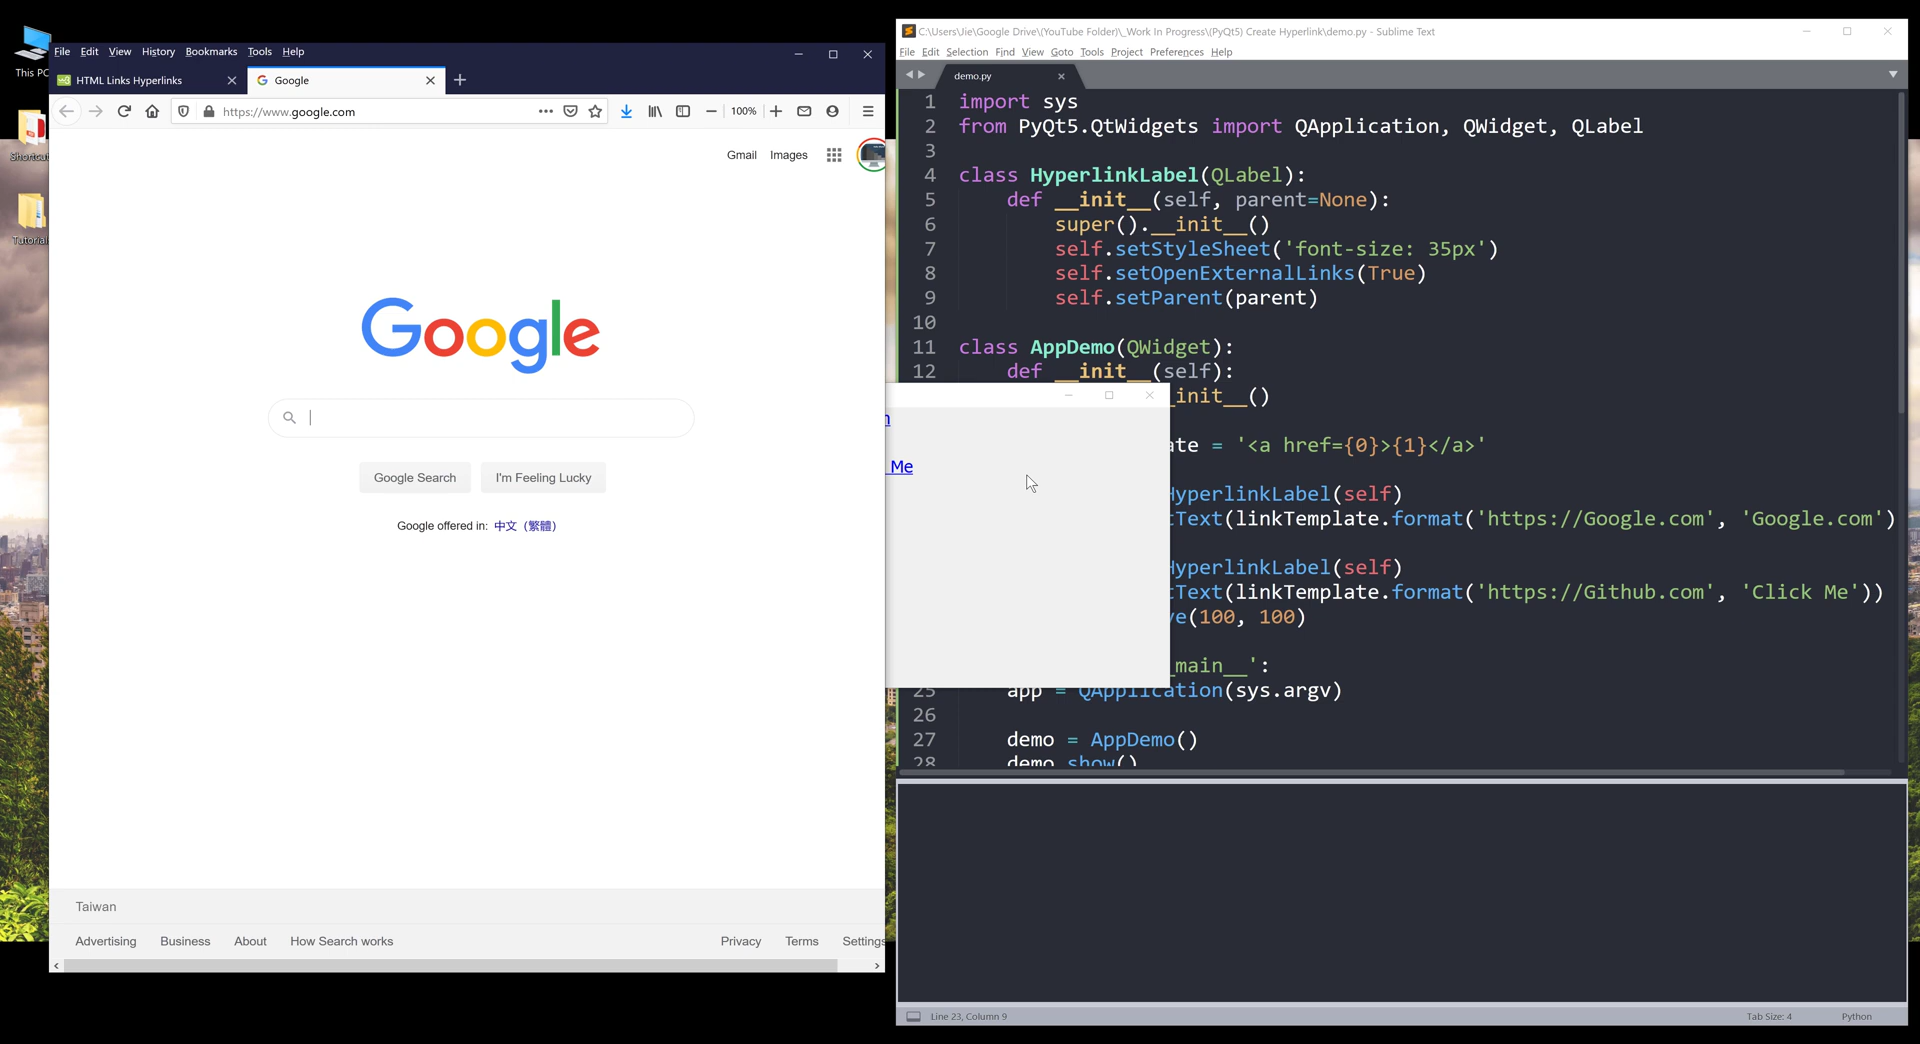 This PC
Shortcut
Tutorial
File Edit View History Bookmarks Tools Help
HTML Links Hyperlinks
Google
https://www.google.com
100%
Gmail Images
Google
Google Search
I'm Feeling Lucky
Google offered in: 中文 (繁體)
Taiwan
Advertising Business About How Search works
Privacy Terms Settings
C:\Users\Jie\Google Drive\(YouTube Folder)\_Work In Progress\(PyQt5) Create Hyperlink\demo.py - Sublime Text
File Edit Selection Find View Goto Tools Project Preferences Help
demo.py
1 import sys
2 from PyQt5.QtWidgets import QApplication, QWidget, QLabel
3
4 class HyperlinkLabel(QLabel):
5 def __init__(self, parent=None):
6 super().__init__()
7 self.setStyleSheet('font-size: 35px')
8 self.setOpenExternalLinks(True)
9 self.setParent(parent)
10
11 class AppDemo(QWidget):
12 def __init__(self):
_init__()
ate = '<a href={0}>{1}</a>'
HyperlinkLabel(self)
tText(linkTemplate.format('https://Google.com', 'Google.com')
HyperlinkLabel(self)
tText(linkTemplate.format('https://Github.com', 'Click Me'))
ve(100, 100)
_main__':
25 app = QApplication(sys.argv)
26
27 demo = AppDemo()
28 demo.show()
Me
Line 23, Column 9
Tab Size: 4
Python